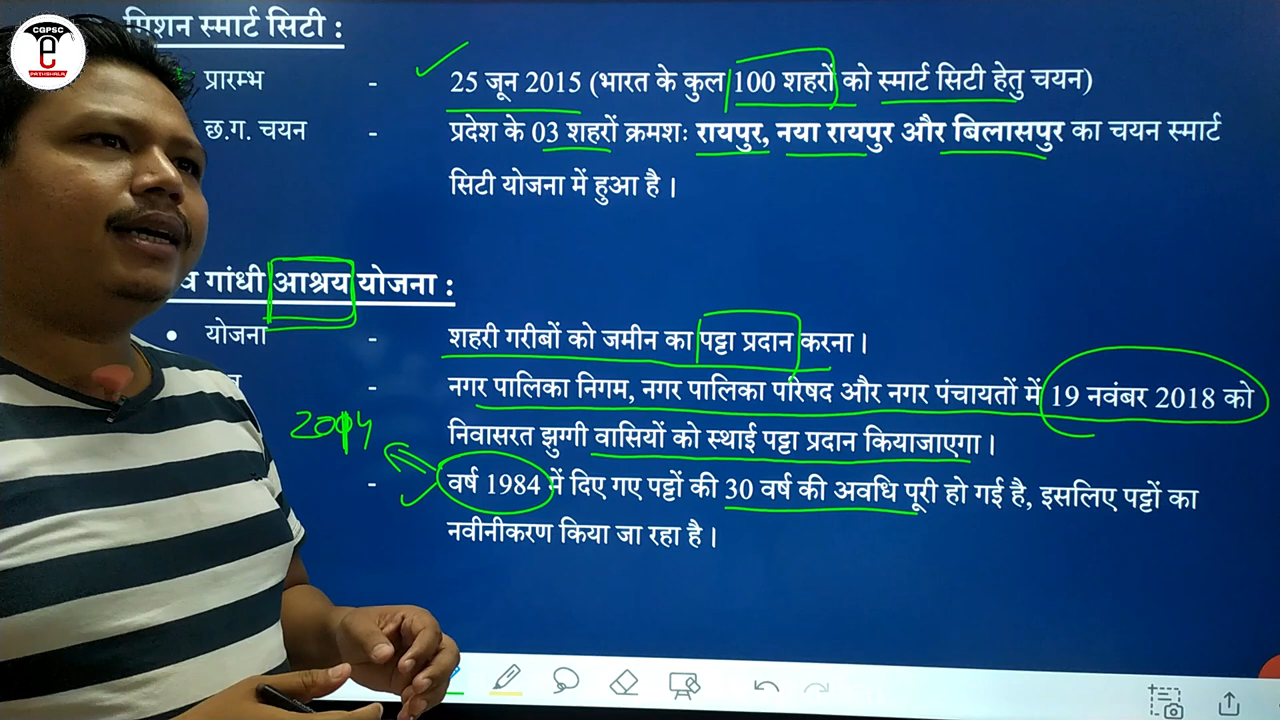 CGPSC
e
PATHSHALA
मिशन स्मार्ट सिटी :
प्रारम्भ - 25 जून 2015 (भारत के कुल 100 शहरों को स्मार्ट सिटी हेतु चयन)
छ.ग. चयन - प्रदेश के 03 शहरों क्रमशः रायपुर, नया रायपुर और बिलासपुर का चयन स्मार्ट
सिटी योजना में हुआ है ।
गांधी आश्रय योजना :
• योजना - शहरी गरीबों को जमीन का पट्टा प्रदान करना ।
- नगर पालिका निगम, नगर पालिका परिषद और नगर पंचायतों में 19 नवंबर 2018 को
निवासरत झुग्गी वासियों को स्थाई पट्टा प्रदान कियाजाएगा ।
2014
- वर्ष 1984 में दिए गए पट्टों की 30 वर्ष की अवधि पूरी हो गई है, इसलिए पट्टों का
नवीनीकरण किया जा रहा है ।